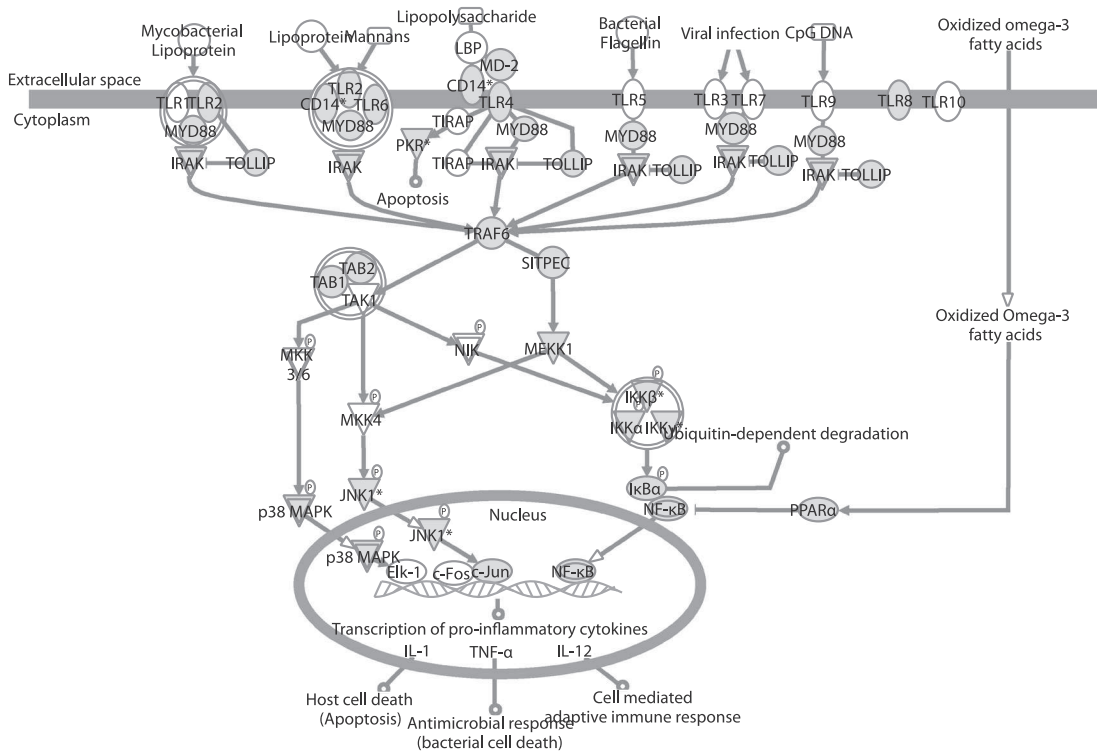 Mycobacterial
Lipoprotein
Lipoprotein
Mannans
Lipopolysaccharide
LBP
MD-2
CD14*
Bacterial
Flagellin
Viral infection
CpG DNA
Oxidized omega-3
fatty acids
Extracellular space
Cytoplasm
TLR1
TLR2
MYD88
IRAK
TOLLIP
TLR2
CD14*
TLR6
MYD88
IRAK
TLR4
TIRAP
PKR*
Apoptosis
MYD88
TIRAP
IRAK
TOLLIP
TLR5
MYD88
IRAK
TOLLIP
TLR3
TLR7
MYD88
IRAK
TOLLIP
TLR9
MYD88
IRAK
TOLLIP
TLR8
TLR10
TRAF6
TAB2
TAB1
TAK1
SITPEC
Oxidized Omega-3
fatty acids
P
MKK
3/6
P
NIK
MEKK1
P
MKK4
P
IKKβ*
P
IKKα
IKKγ*
Ubiquitin-dependent degradation
P
IκBα
NF-κB
PPARα
P
p38 MAPK
P
JNK1*
Nucleus
P
JNK1*
P
p38 MAPK
Elk-1
c-Fos
c-Jun
NF-κB
Transcription of pro-inflammatory cytokines
IL-1
TNF-α
IL-12
Host cell death
(Apoptosis)
Antimicrobial response
(bacterial cell death)
Cell mediated
adaptive immune response